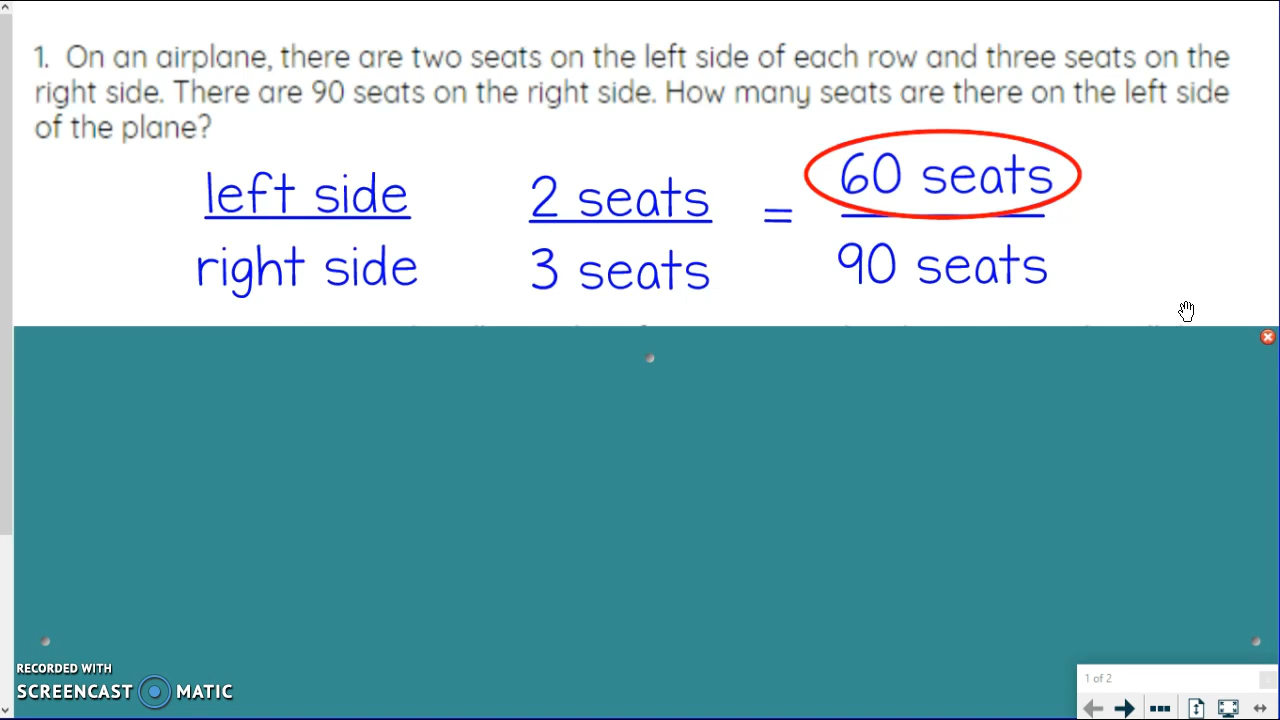 1. On an airplane, there are two seats on the left side of each row and three seats on the
right side. There are 90 seats on the right side. How many seats are there on the left side
of the plane?
left side
right side
2 seats
3 seats
=
60 seats
90 seats
RECORDED WITH
SCREENCAST MATIC
1 of 2